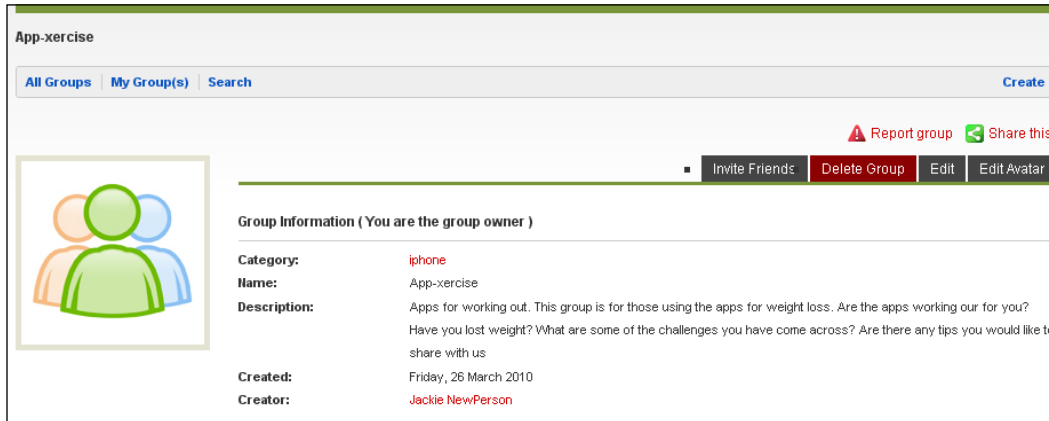 App-xercise
All Groups My Group(s) Search Create
Report group Share this
Invite Friends Delete Group Edit Edit Avatar
Group Information ( You are the group owner )
Category: iphone
Name: App-xercise
Description: Apps for working out. This group is for those using the apps for weight loss. Are the apps working our for you?
Have you lost weight? What are some of the challenges you have come across? Are there any tips you would like to
share with us
Created: Friday, 26 March 2010
Creator: Jackie NewPerson